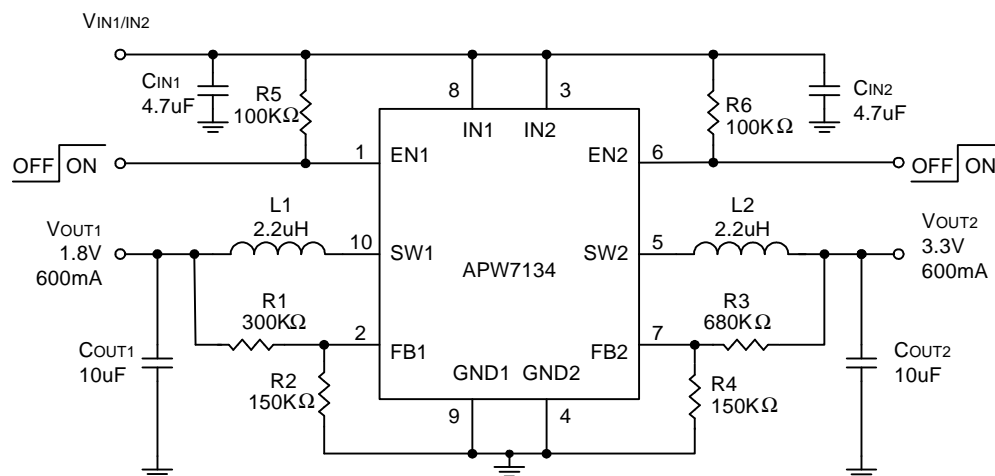 VIN1/IN2
CIN1
4.7uF
R5
100KΩ
8
3
R6
100KΩ
CIN2
4.7uF
IN1
IN2
OFF
ON
1
EN1
EN2
6
OFF
ON
VOUT1
1.8V
600mA
L1
2.2uH
10
SW1
APW7134
SW2
5
L2
2.2uH
VOUT2
3.3V
600mA
R1
300KΩ
2
FB1
FB2
7
R3
680KΩ
COUT1
10uF
R2
150KΩ
GND1
GND2
9
4
R4
150KΩ
COUT2
10uF